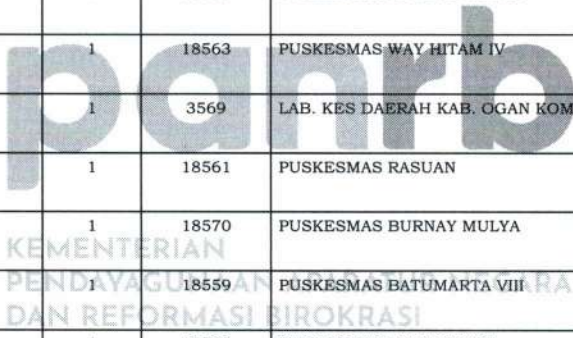 1 18563 PUSKESMAS WAY HITAM IV
panrb
1 3569 LAB. KES DAERAH KAB. OGAN KOM
1 18561 PUSKESMAS RASUAN
1 18570 PUSKESMAS BURNAY MULYA
KEMENTERIAN
1 18559 PUSKESMAS BATUMARTA VIII
PENDAYAGUNAAN APARATUR NEGARA
DAN REFORMASI BIROKRASI